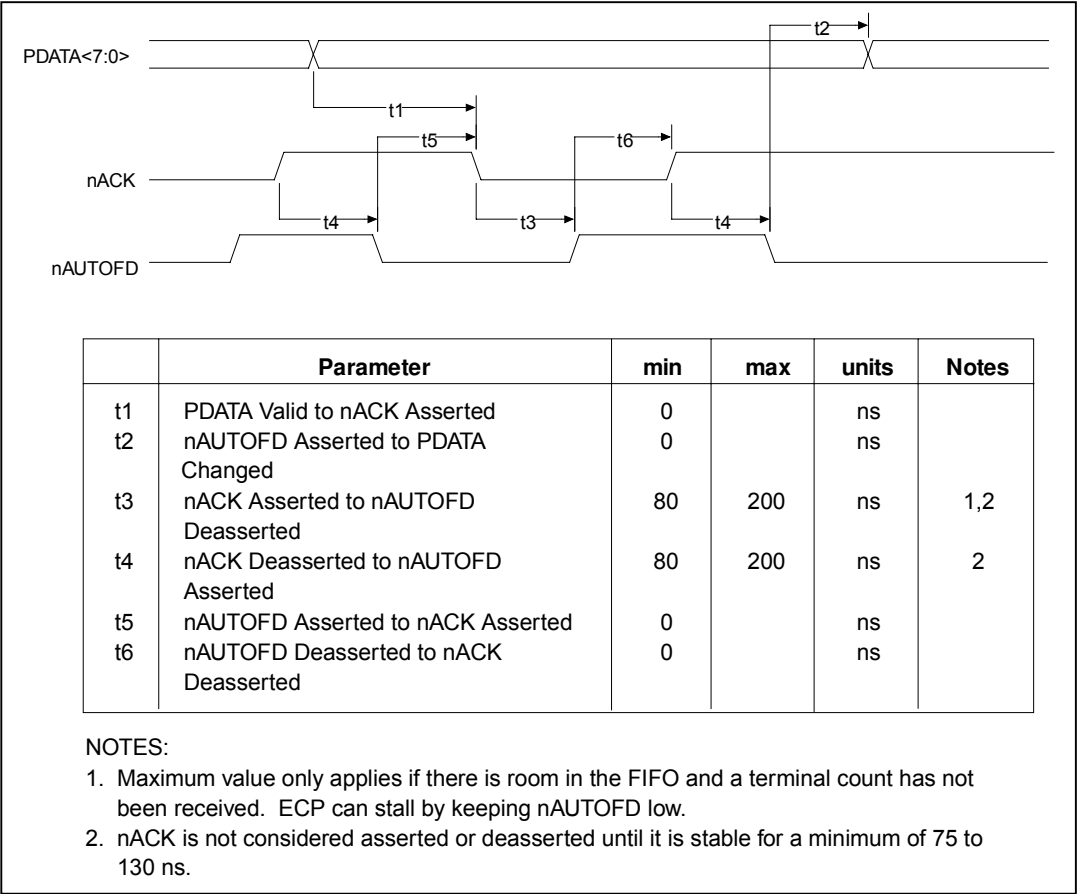 t2
PDATA<7:0>
t1
t5 t6
nACK
t4 t3 t4
nAUTOFD
Parameter min max units Notes
t1 PDATA Valid to nACK Asserted 0 ns
t2 nAUTOFD Asserted to PDATA 0 ns
Changed
t3 nACK Asserted to nAUTOFD 80 200 ns 1,2
Deasserted
t4 nACK Deasserted to nAUTOFD 80 200 ns 2
Asserted
t5 nAUTOFD Asserted to nACK Asserted 0 ns
t6 nAUTOFD Deasserted to nACK 0 ns
Deasserted
NOTES:
1. Maximum value only applies if there is room in the FIFO and a terminal count has not
been received. ECP can stall by keeping nAUTOFD low.
2. nACK is not considered asserted or deasserted until it is stable for a minimum of 75 to
130 ns.